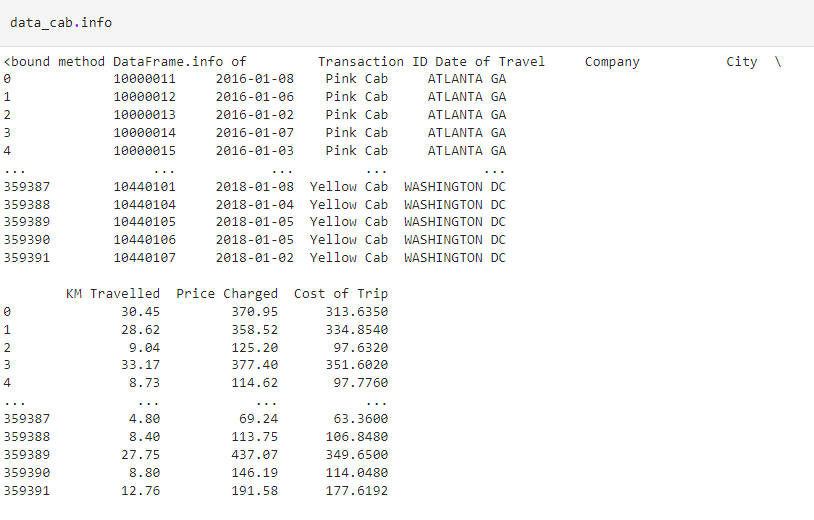 data_cab.info
<bound method DataFrame.info of         Transaction ID Date of Travel     Company           City  \
0             10000011     2016-01-08    Pink Cab     ATLANTA GA
1             10000012     2016-01-06    Pink Cab     ATLANTA GA
2             10000013     2016-01-02    Pink Cab     ATLANTA GA
3             10000014     2016-01-07    Pink Cab     ATLANTA GA
4             10000015     2016-01-03    Pink Cab     ATLANTA GA
...                ...            ...         ...            ...
359387        10440101     2018-01-08  Yellow Cab  WASHINGTON DC
359388        10440104     2018-01-04  Yellow Cab  WASHINGTON DC
359389        10440105     2018-01-05  Yellow Cab  WASHINGTON DC
359390        10440106     2018-01-05  Yellow Cab  WASHINGTON DC
359391        10440107     2018-01-02  Yellow Cab  WASHINGTON DC
        KM Travelled  Price Charged  Cost of Trip
0              30.45         370.95      313.6350
1              28.62         358.52      334.8540
2               9.04         125.20       97.6320
3              33.17         377.40      351.6020
4               8.73         114.62       97.7760
...              ...            ...           ...
359387          4.80          69.24       63.3600
359388          8.40         113.75      106.8480
359389         27.75         437.07      349.6500
359390          8.80         146.19      114.0480
359391         12.76         191.58      177.6192